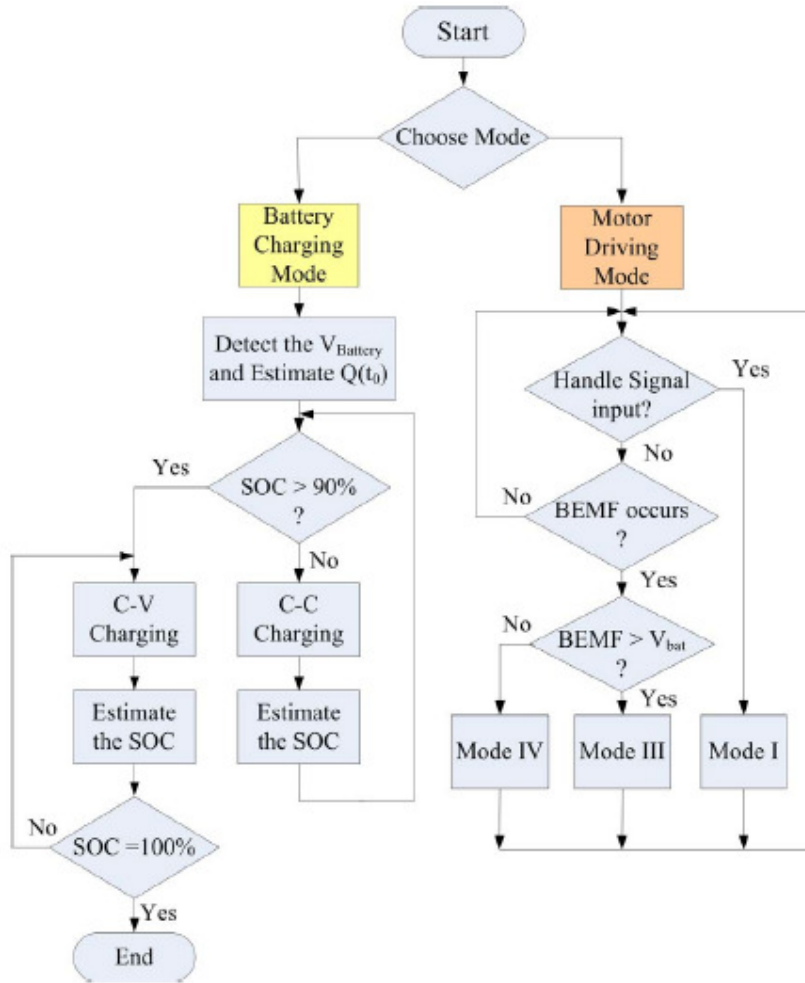 Start
Choose Mode
Battery
Charging
Mode
Motor
Driving
Mode
Detect the V_Battery
and Estimate Q(t₀)
Handle Signal
input?
Yes
No
Yes
SOC > 90%
?
No
BEMF occurs
?
No
Yes
C-V
Charging
C-C
Charging
No
BEMF > V_bat
?
Yes
Estimate
the SOC
Estimate
the SOC
Mode IV
Mode III
Mode I
No
SOC =100%
Yes
End